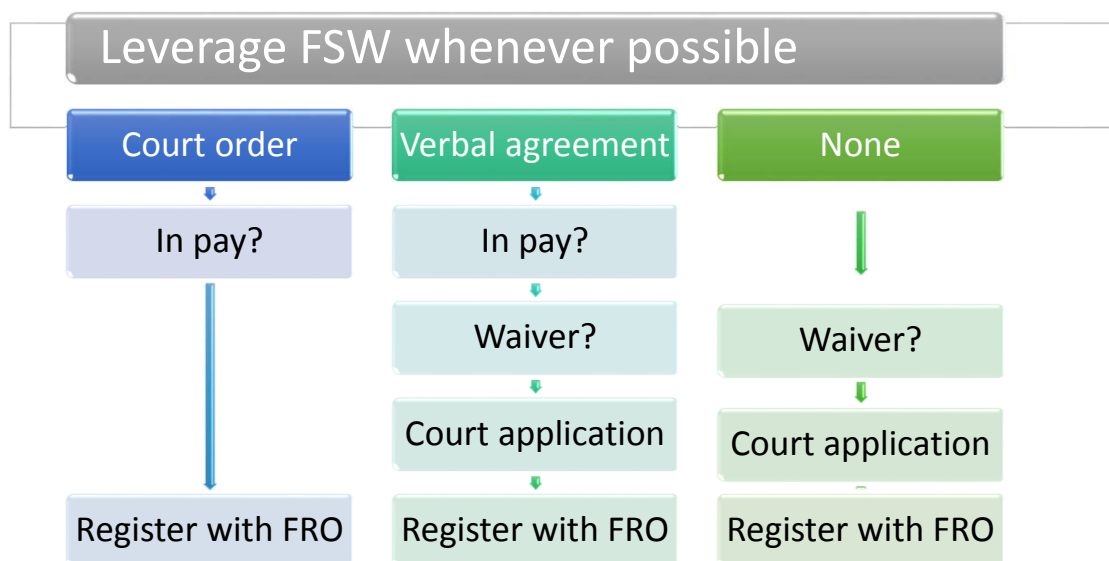 Leverage FSW whenever possible
Court order
In pay?
Register with FRO
Verbal agreement
In pay?
Waiver?
Court application
Register with FRO
None
Waiver?
Court application
Register with FRO